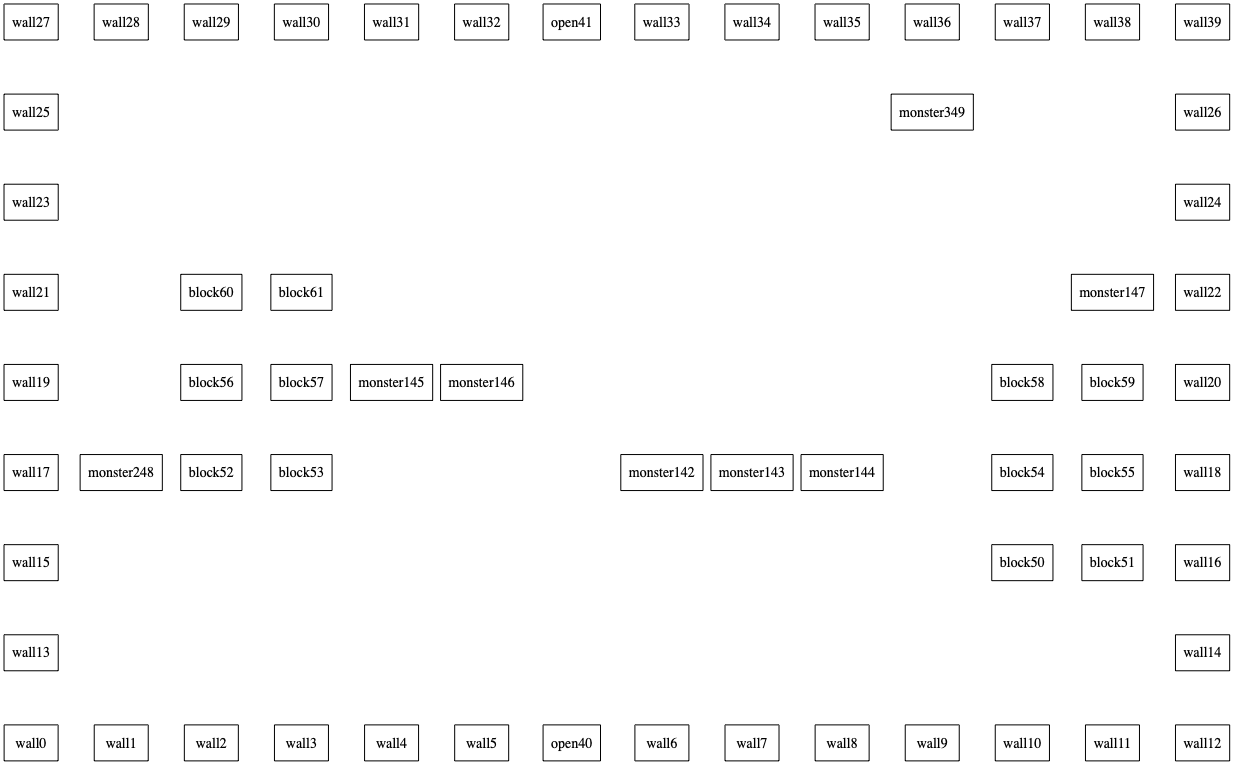 wall27 wall28 wall29 wall30 wall31 wall32 open41 wall33 wall34 wall35 wall36 wall37 wall38 wall39
wall25 monster349 wall26
wall23 wall24
wall21 block60 block61 monster147 wall22
wall19 block56 block57 monster145 monster146 block58 block59 wall20
wall17 monster248 block52 block53 monster142 monster143 monster144 block54 block55 wall18
wall15 block50 block51 wall16
wall13 wall14
wall0 wall1 wall2 wall3 wall4 wall5 open40 wall6 wall7 wall8 wall9 wall10 wall11 wall12